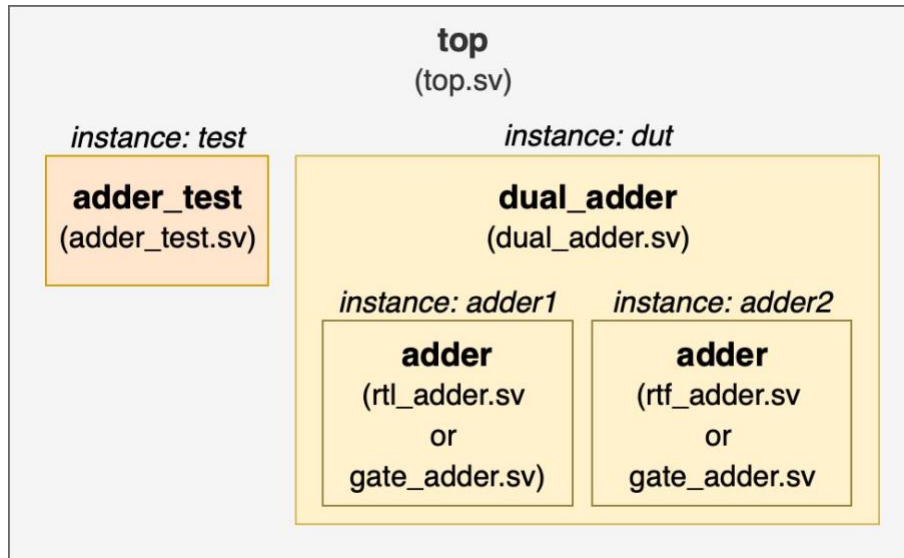 top
(top.sv)
instance: test
adder_test
(adder_test.sv)
instance: dut
dual_adder
(dual_adder.sv)
instance: adder1
adder
(rtl_adder.sv
or
gate_adder.sv)
instance: adder2
adder
(rtf_adder.sv
or
gate_adder.sv